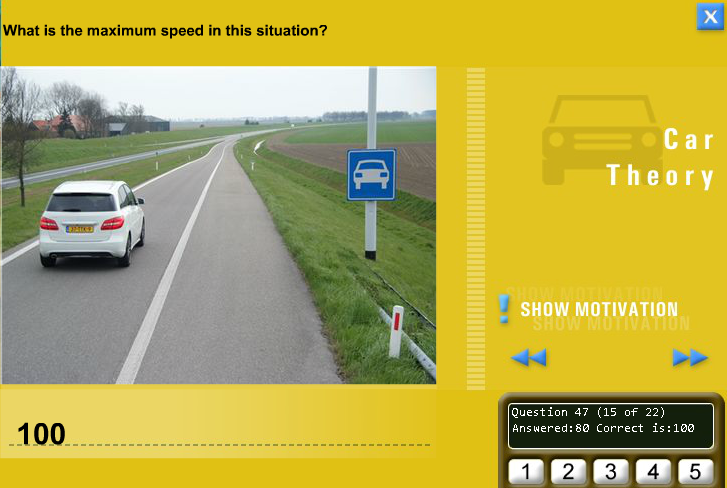 What is the maximum speed in this situation?
X
Car
Theory
! SHOW MOTIVATION
Question 47 (15 of 22)
Answered:80 Correct is:100
100
1 2 3 4 5